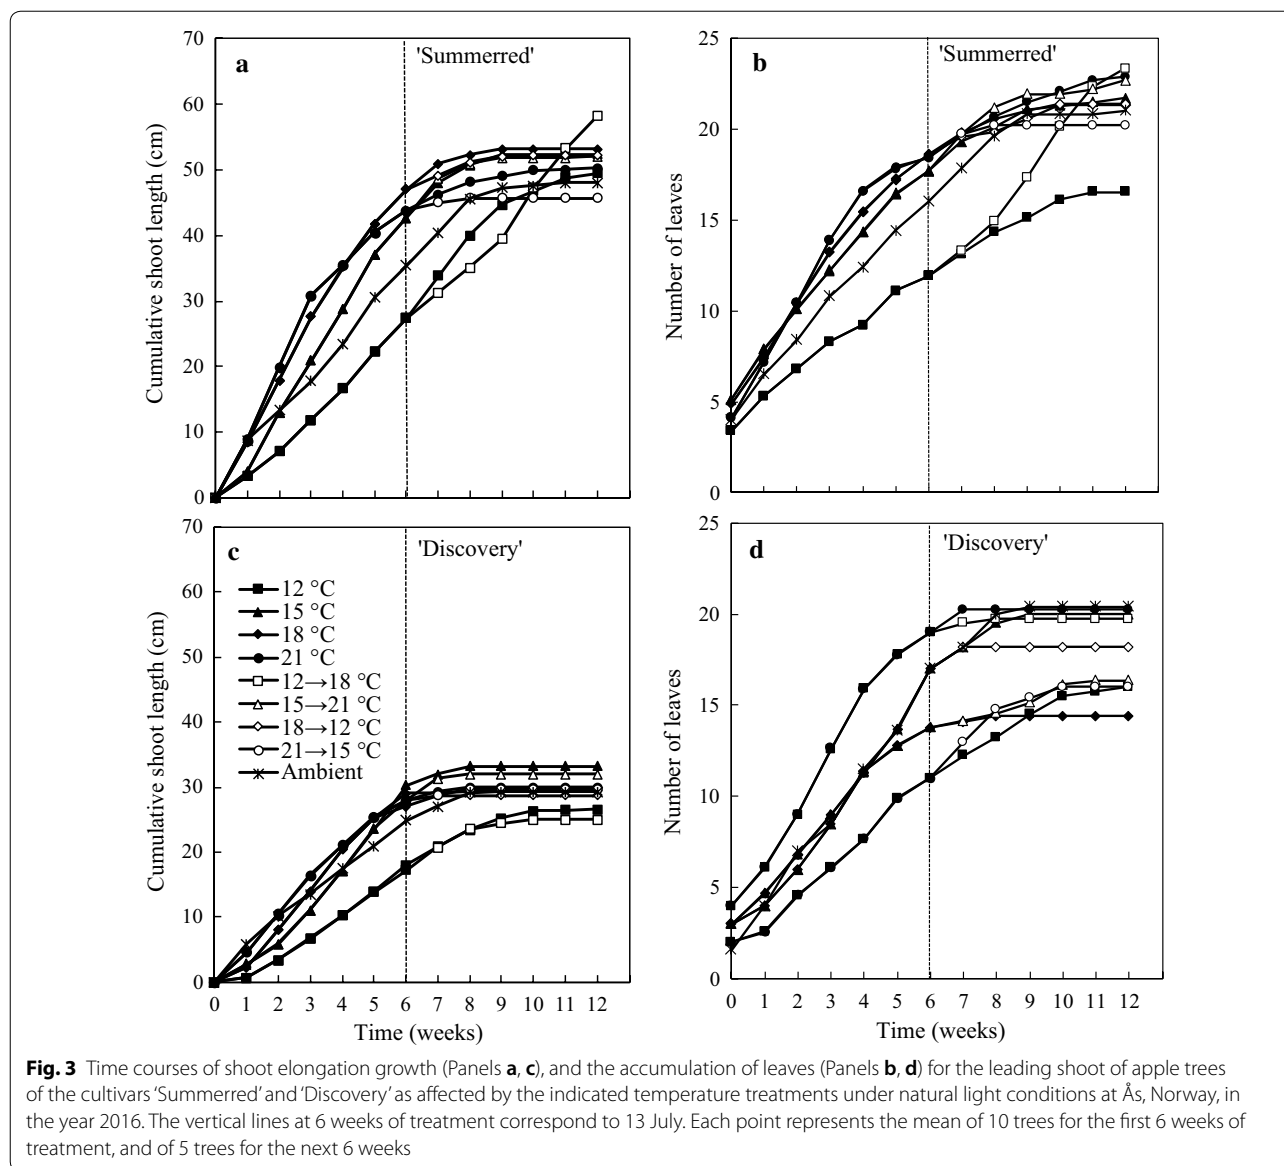 a
'Summerred'
Cumulative shoot length (cm)
70
60
50
40
30
20
10
0
b
'Summerred'
Number of leaves
25
20
15
10
5
0
c
'Discovery'
Cumulative shoot length (cm)
70
60
50
40
30
20
10
0
12 °C
15 °C
18 °C
21 °C
12→18 °C
15→21 °C
18→12 °C
21→15 °C
Ambient
0 1 2 3 4 5 6 7 8 9 10 11 12
Time (weeks)
d
'Discovery'
Number of leaves
25
20
15
10
5
0
0 1 2 3 4 5 6 7 8 9 10 11 12
Time (weeks)
Fig. 3 Time courses of shoot elongation growth (Panels a, c), and the accumulation of leaves (Panels b, d) for the leading shoot of apple trees
of the cultivars 'Summerred' and 'Discovery' as affected by the indicated temperature treatments under natural light conditions at Ås, Norway, in
the year 2016. The vertical lines at 6 weeks of treatment correspond to 13 July. Each point represents the mean of 10 trees for the first 6 weeks of
treatment, and of 5 trees for the next 6 weeks